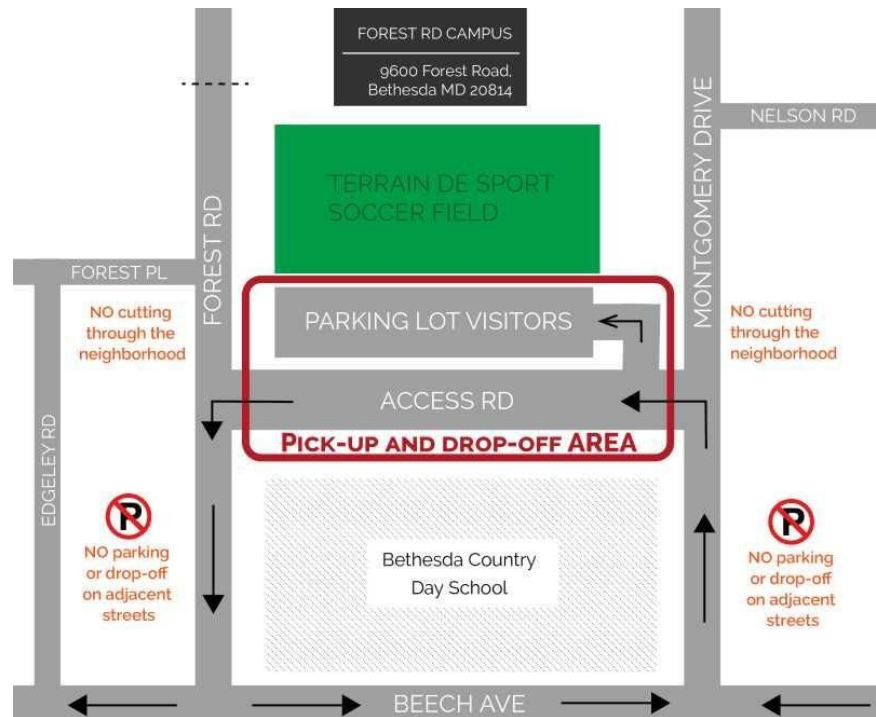 FOREST RD CAMPUS
9600 Forest Road,
Bethesda MD 20814
NELSON RD
MONTGOMERY DRIVE
FOREST RD
TERRAIN DE SPORT
SOCCER FIELD
FOREST PL
NO cutting
through the
neighborhood
PARKING LOT VISITORS
NO cutting
through the
neighborhood
ACCESS RD
PICK-UP AND DROP-OFF AREA
EDGELEY RD
P
NO parking
or drop-off
on adjacent
streets
Bethesda Country
Day School
P
NO parking
or drop-off
on adjacent
streets
BEECH AVE